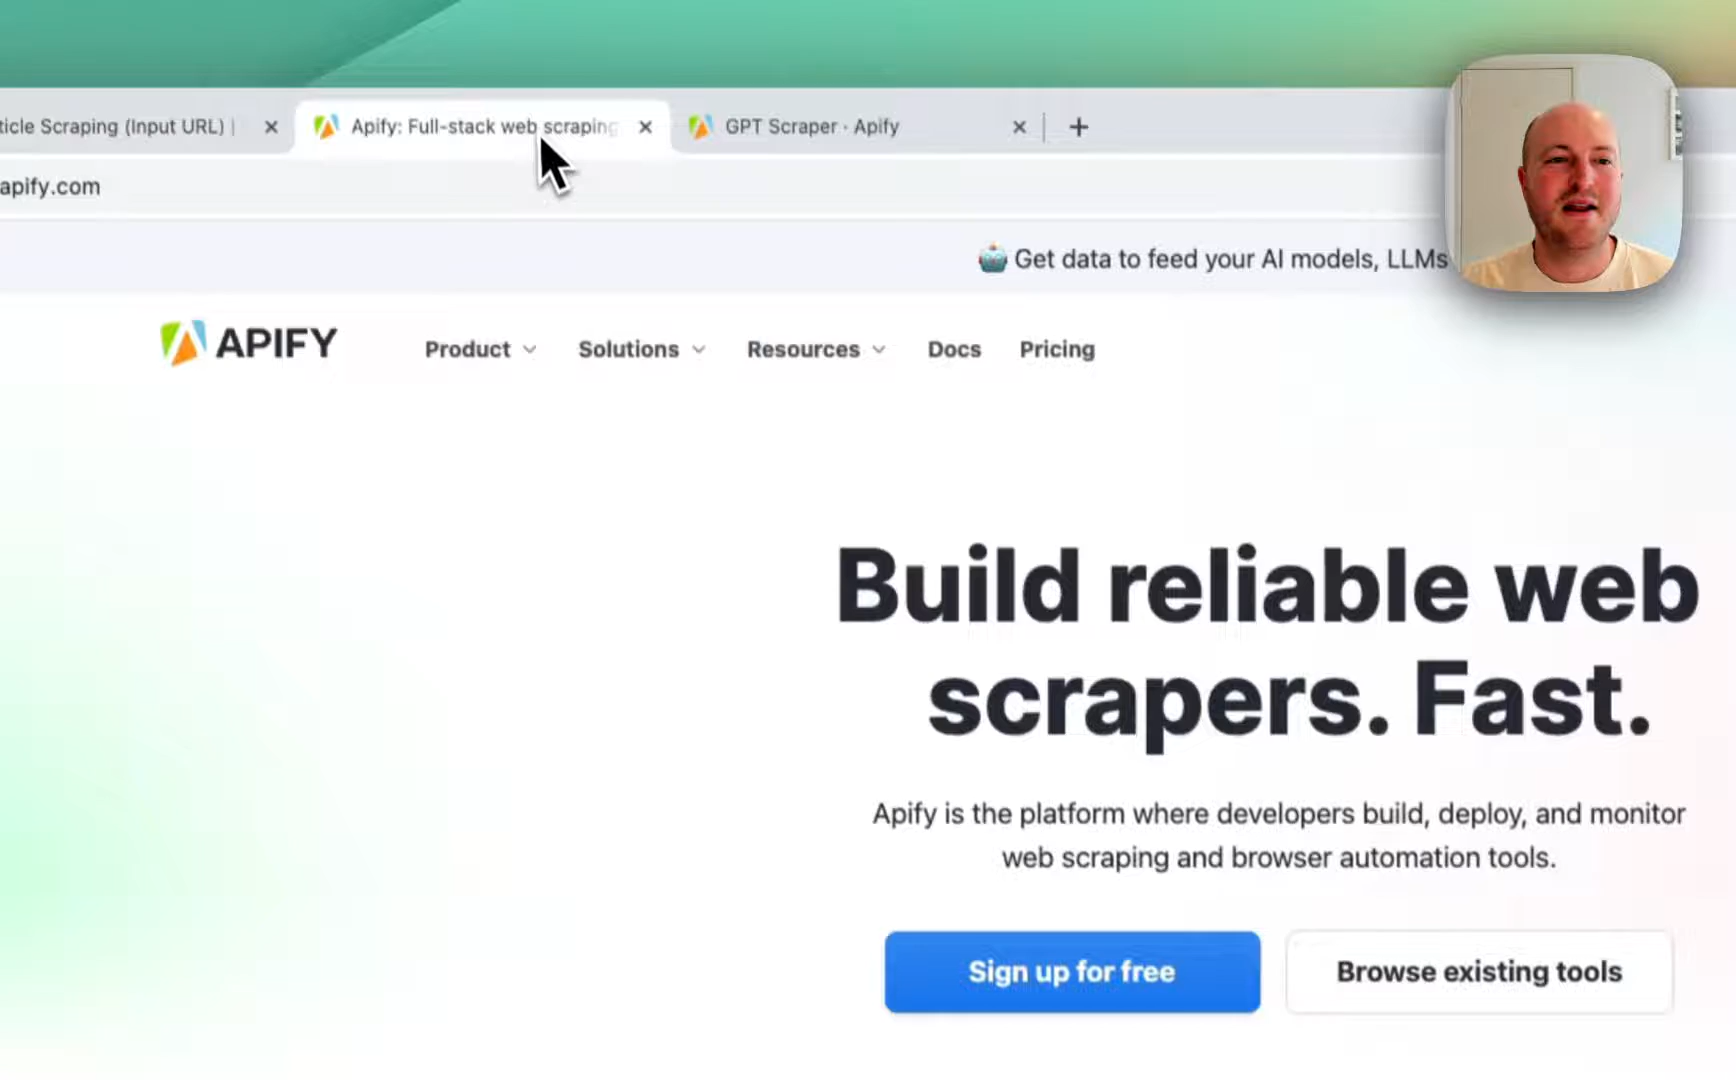 ticle Scraping (Input URL) |
Apify: Full-stack web scraping
GPT Scraper · Apify
apify.com
Get data to feed your AI models, LLMs
APIFY
Product
Solutions
Resources
Docs
Pricing
Build reliable web
scrapers. Fast.
Apify is the platform where developers build, deploy, and monitor
web scraping and browser automation tools.
Sign up for free
Browse existing tools